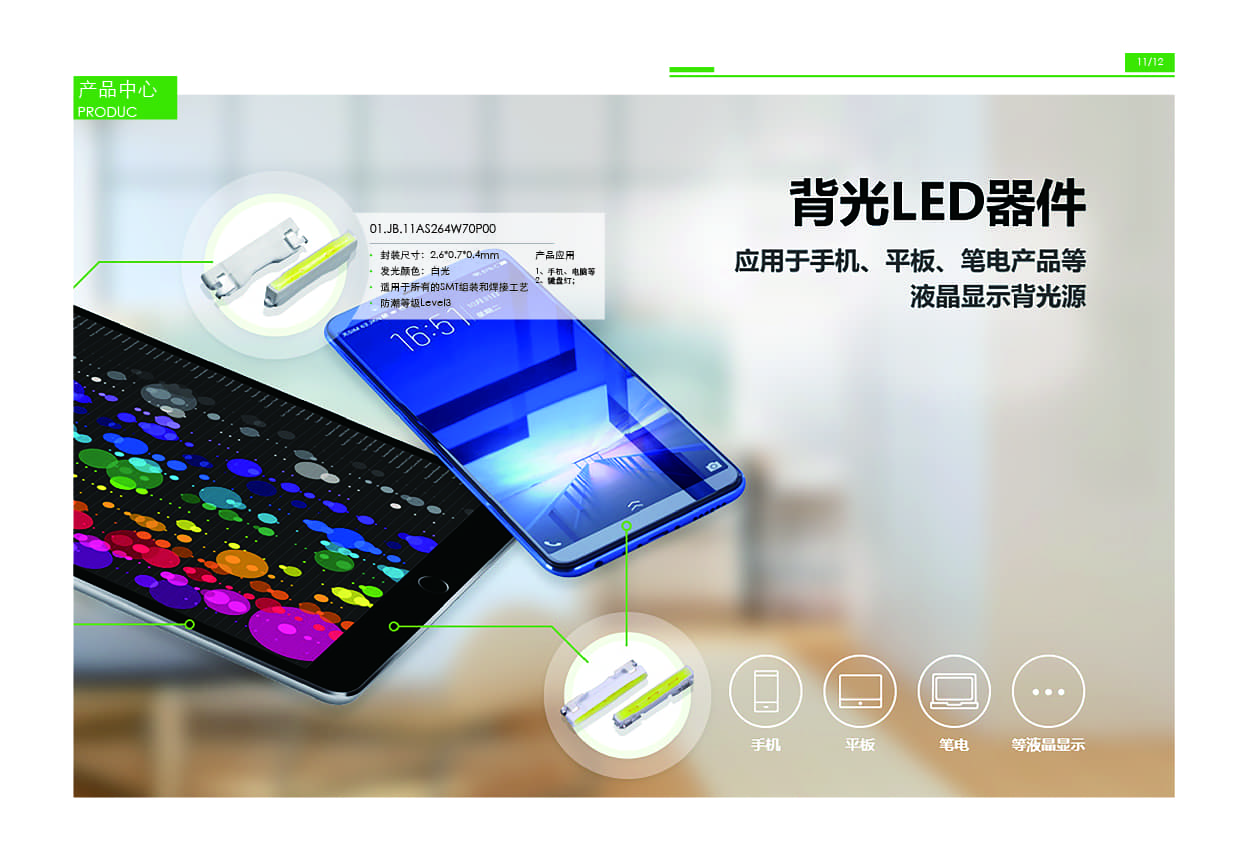 产品中心
PRODUC
11/12
背光LED器件
应用于手机、平板、笔电产品等
液晶显示背光源
01.JB.11AS264W70P00
· 封装尺寸：2.6*0.7*0.4mm
· 发光颜色：白光
· 适用于所有的SMT组装和焊接工艺
· 防潮等级Level3
产品应用
1、手机、电脑等
2、键盘灯；
16:51
手机
平板
笔电
等液晶显示